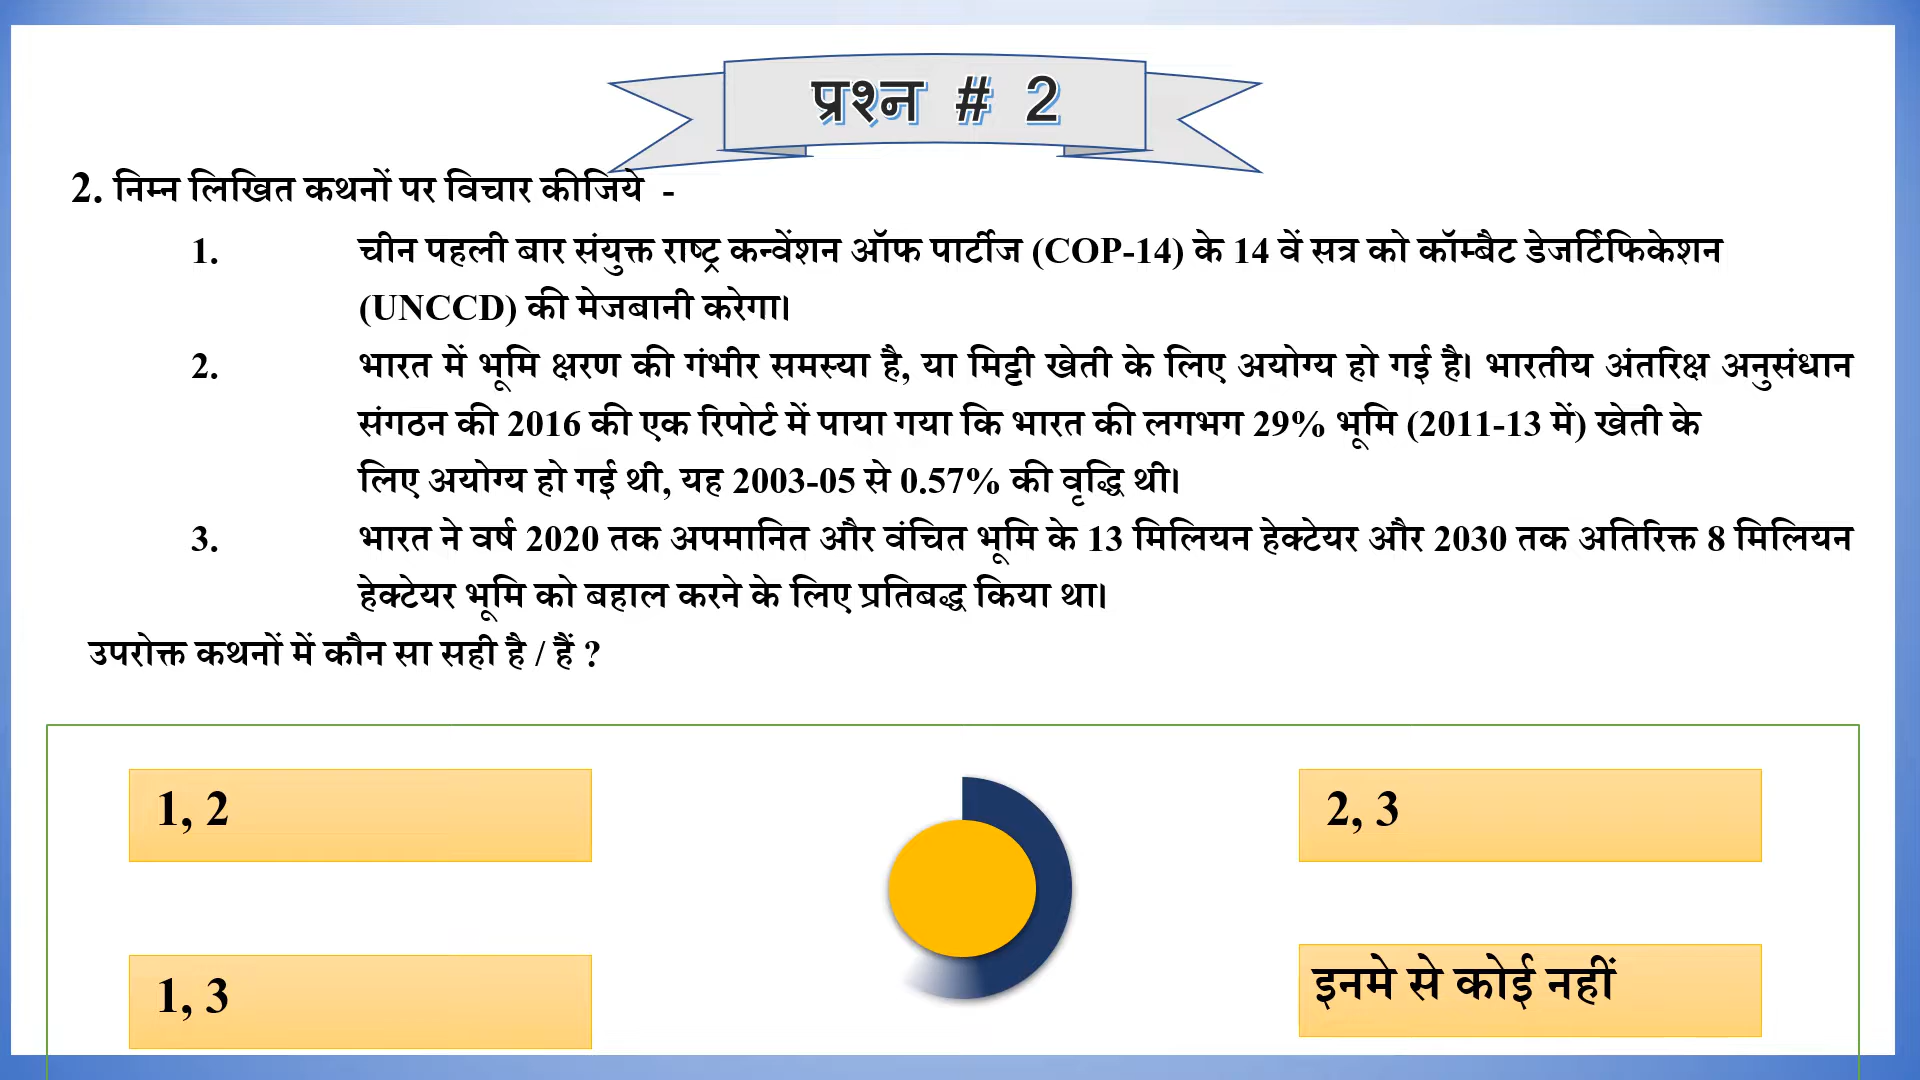 प्रश्न # 2
2. निम्न लिखित कथनों पर विचार कीजिये -
1. चीन पहली बार संयुक्त राष्ट्र कन्वेंशन ऑफ पार्टीज (COP-14) के 14 वें सत्र को कॉम्बैट डेजर्टिफिकेशन
(UNCCD) की मेजबानी करेगा।
2. भारत में भूमि क्षरण की गंभीर समस्या है, या मिट्टी खेती के लिए अयोग्य हो गई है। भारतीय अंतरिक्ष अनुसंधान
संगठन की 2016 की एक रिपोर्ट में पाया गया कि भारत की लगभग 29% भूमि (2011-13 में) खेती के
लिए अयोग्य हो गई थी, यह 2003-05 से 0.57% की वृद्धि थी।
3. भारत ने वर्ष 2020 तक अपमानित और वंचित भूमि के 13 मिलियन हेक्टेयर और 2030 तक अतिरिक्त 8 मिलियन
हेक्टेयर भूमि को बहाल करने के लिए प्रतिबद्ध किया था।
उपरोक्त कथनों में कौन सा सही है / हैं ?
1, 2
2, 3
1, 3
इनमे से कोई नहीं